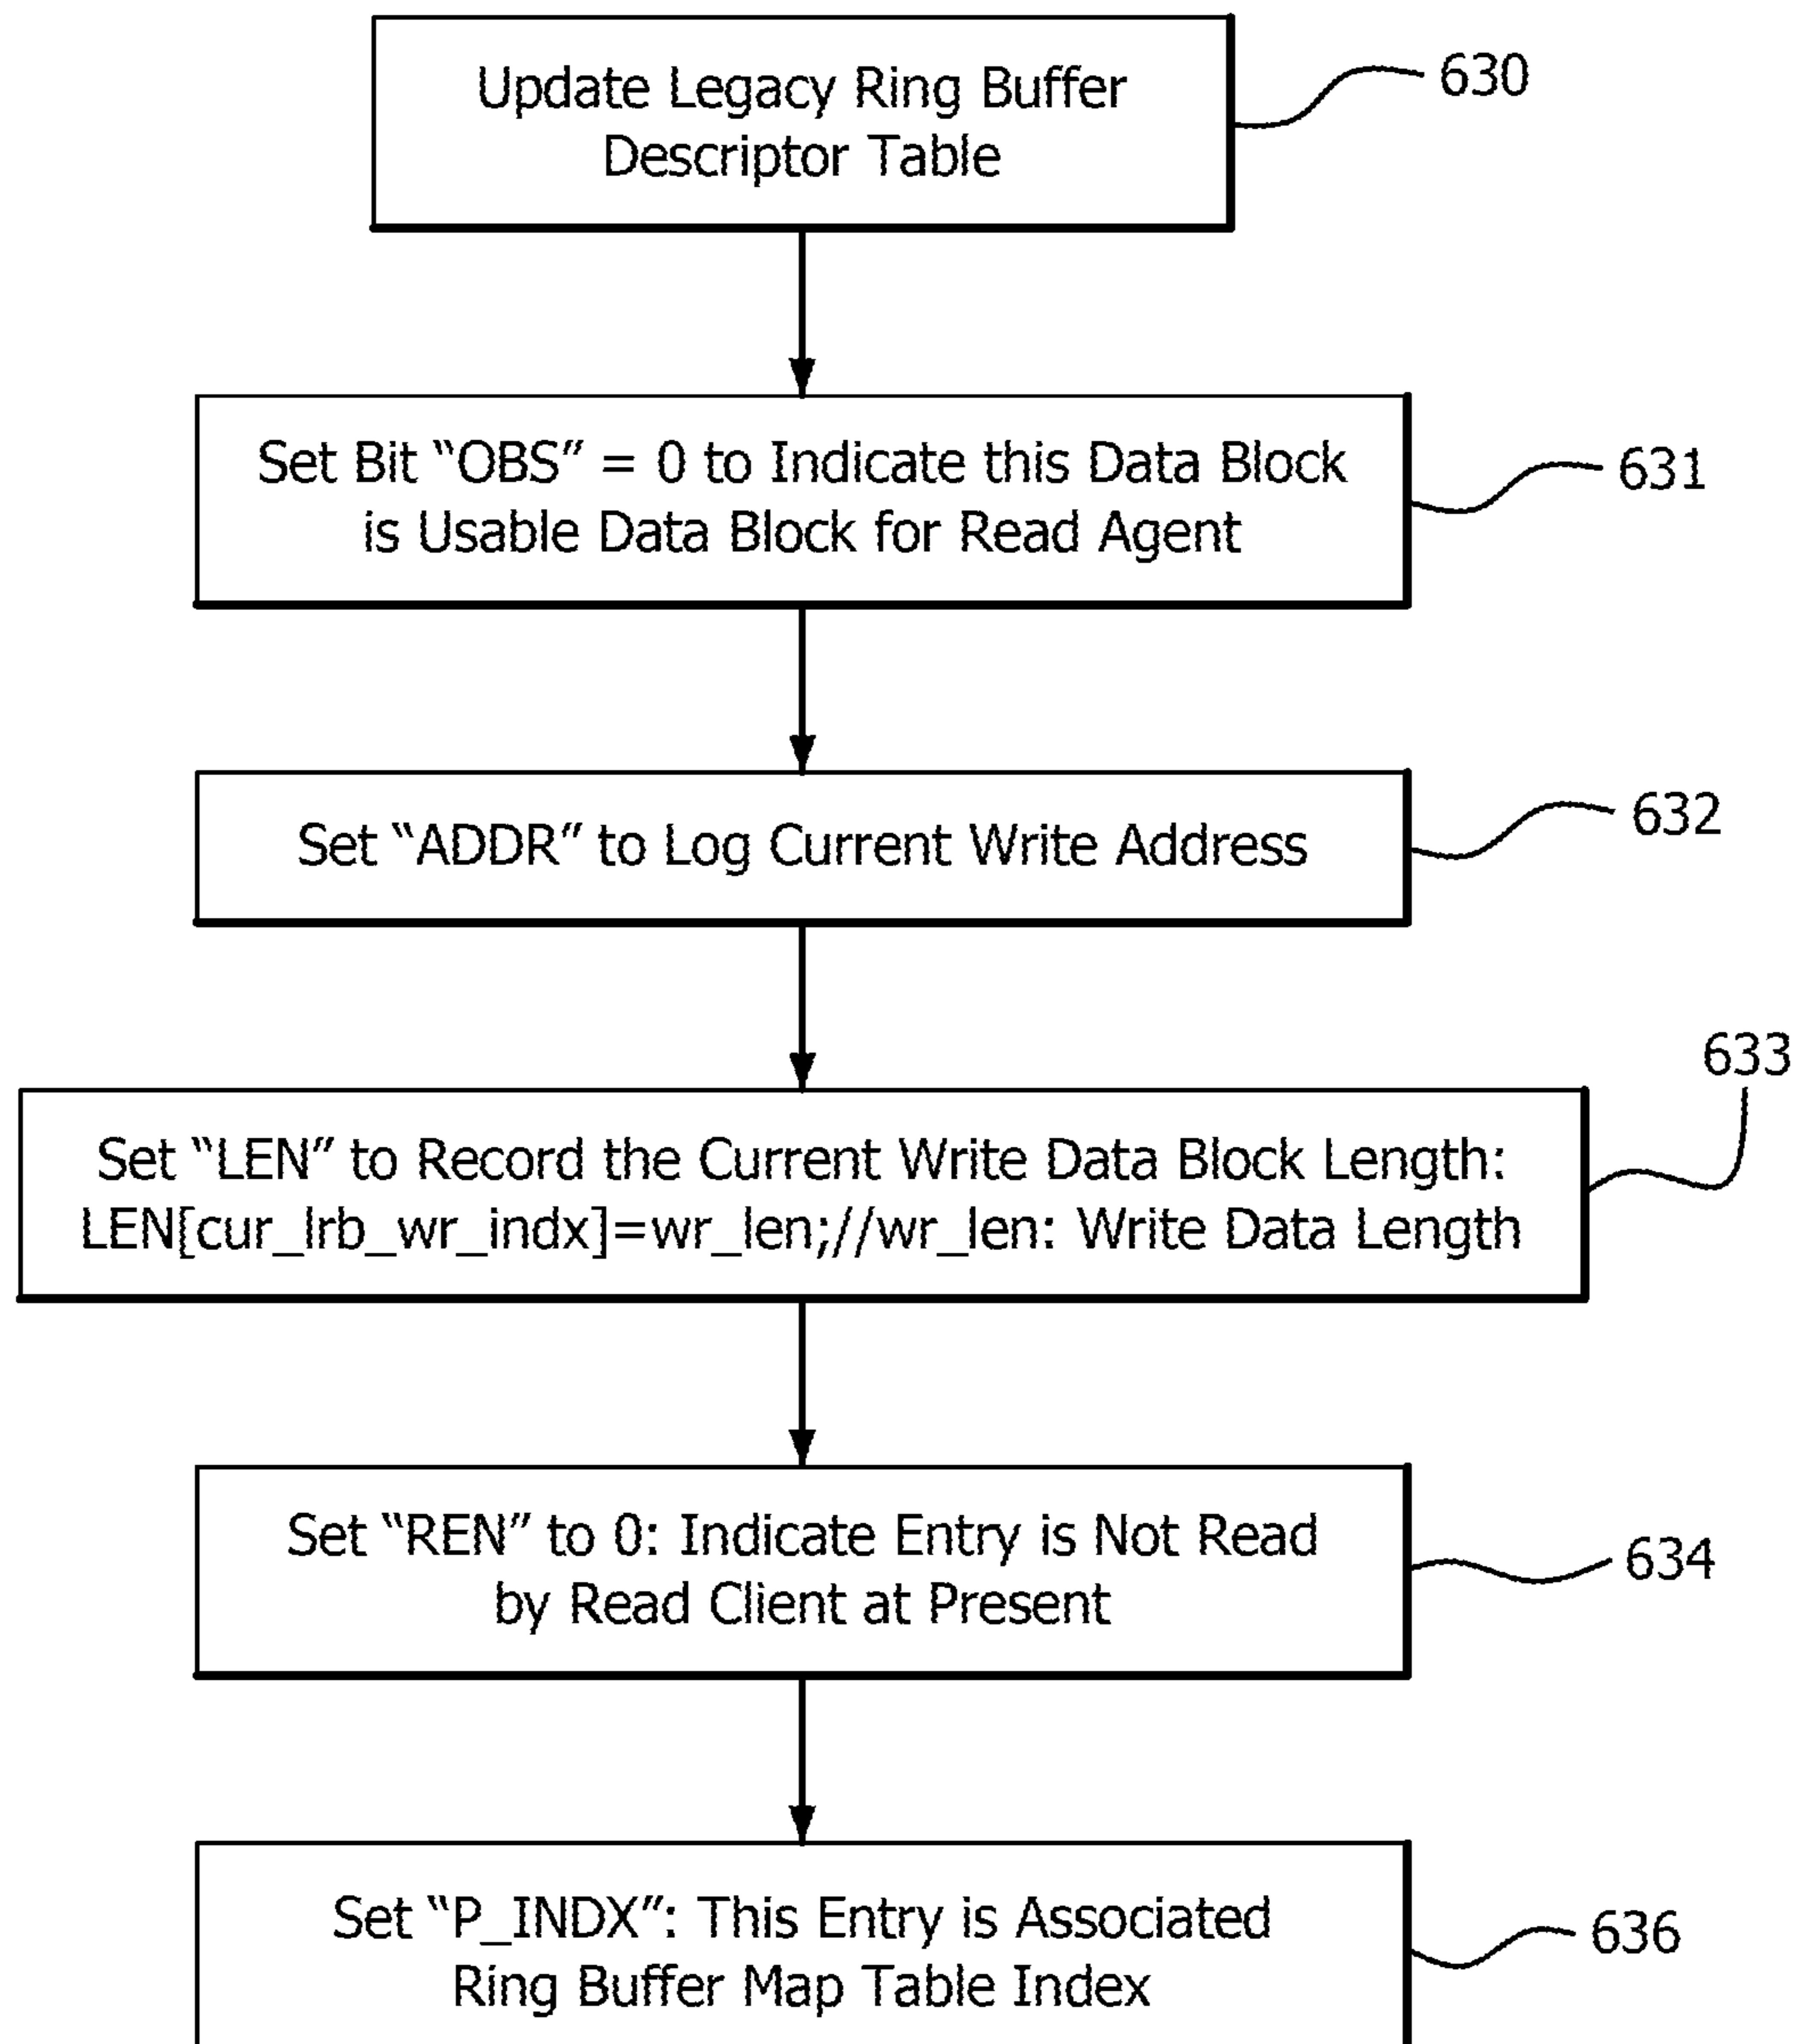 Update Legacy Ring Buffer
Descriptor Table
630
Set Bit “OBS” = 0 to Indicate this Data Block
is Usable Data Block for Read Agent
631
Set “ADDR” to Log Current Write Address
632
633
Set “LEN” to Record the Current Write Data Block Length:
LEN[cur_lrb_wr_indx]=wr_len;//wr_len: Write Data Length
Set “REN” to 0: Indicate Entry is Not Read
by Read Client at Present
634
Set “P_INDX”: This Entry is Associated
Ring Buffer Map Table Index
636